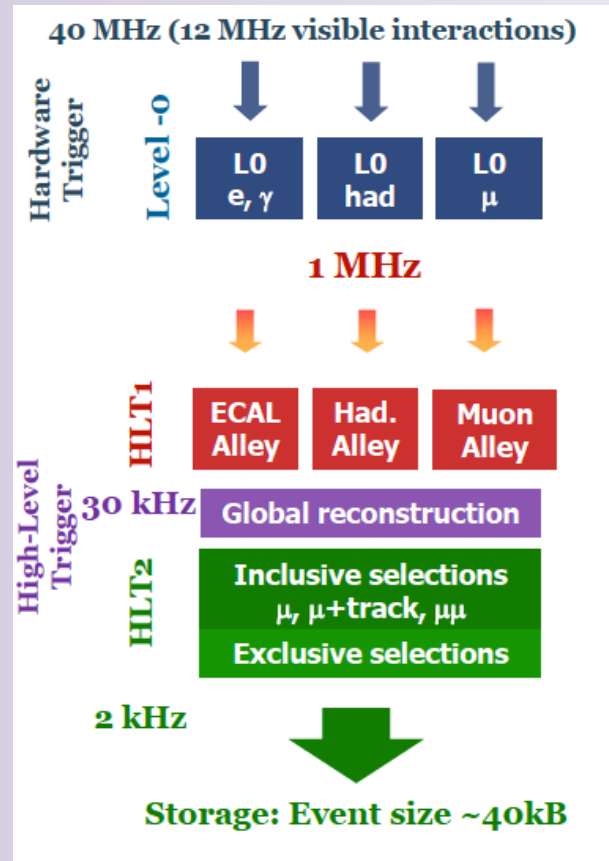 40 MHz (12 MHz visible interactions)
Hardware
Trigger
Level -0
L0
e, γ
L0
had
L0
μ
1 MHz
High-Level
Trigger
HLT1
ECAL
Alley
Had.
Alley
Muon
Alley
30 kHz
Global reconstruction
HLT2
Inclusive selections
μ, μ+track, μμ
Exclusive selections
2 kHz
Storage: Event size ~40kB